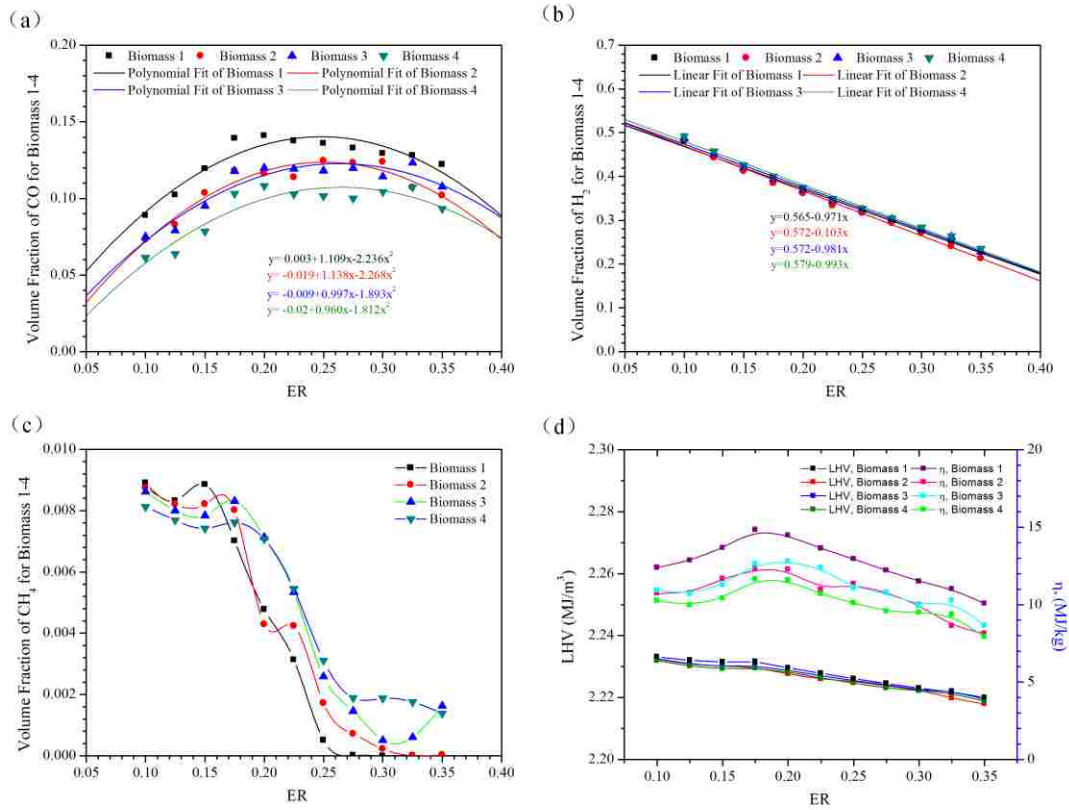 (a)
Biomass 1 Biomass 2 Biomass 3 Biomass 4
Polynomial Fit of Biomass 1 Polynomial Fit of Biomass 2
Polynomial Fit of Biomass 3 Polynomial Fit of Biomass 4
Volume Fraction of CO for Biomass 1-4
0.20
0.15
0.10
0.05
0.00
y= 0.003+1.109x-2.236x²
y= -0.019+1.138x-2.268x²
y= -0.009+0.997x-1.893x²
y= -0.02+0.960x-1.812x²
0.05 0.10 0.15 0.20 0.25 0.30 0.35 0.40
ER
(b)
Biomass 1 Biomass 2 Biomass 3 Biomass 4
Linear Fit of Biomass 1 Linear Fit of Biomass 2
Linear Fit of Biomass 3 Linear Fit of Biomass 4
Volume Fraction of H₂ for Biomass 1-4
0.7
0.6
0.5
0.4
0.3
0.2
0.1
0.0
y=0.565-0.971x
y=0.572-0.103x
y=0.572-0.981x
y=0.579-0.993x
0.05 0.10 0.15 0.20 0.25 0.30 0.35 0.40
ER
(c)
Biomass 1
Biomass 2
Biomass 3
Biomass 4
Volume Fraction of CH₄ for Biomass 1-4
0.010
0.008
0.006
0.004
0.002
0.000
0.05 0.10 0.15 0.20 0.25 0.30 0.35 0.40
ER
(d)
LHV, Biomass 1 η, Biomass 1
LHV, Biomass 2 η, Biomass 2
LHV, Biomass 3 η, Biomass 3
LHV, Biomass 4 η, Biomass 4
LHV (MJ/m³)
2.30
2.28
2.26
2.24
2.22
2.20
20
15
10
5
0
η, (MJ/kg)
0.10 0.15 0.20 0.25 0.30 0.35
ER